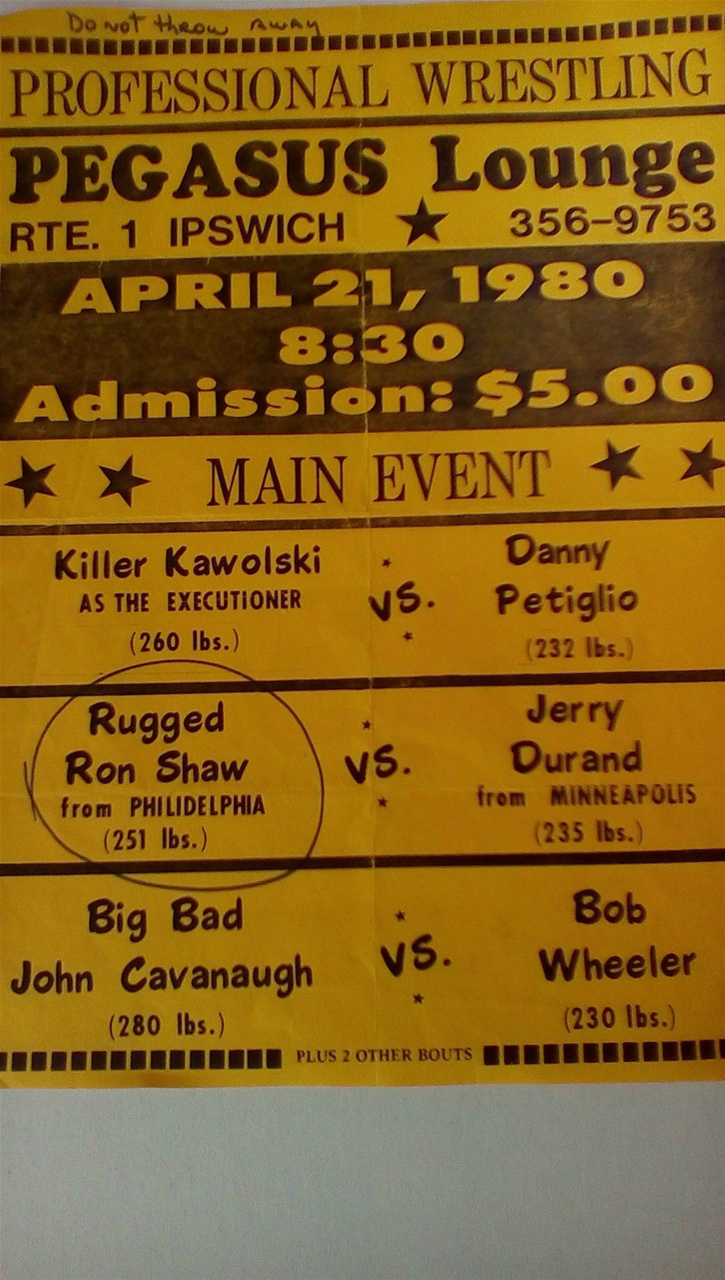 Do Not throw AWAY
PROFESSIONAL WRESTLING
PEGASUS Lounge
RTE. 1 IPSWICH ★ 356-9753
APRIL 21, 1980
8:30
Admission: $5.00
★ ★ MAIN EVENT ★ ★
Killer Kawolski
AS THE EXECUTIONER
(260 lbs.)
vs.
Danny
Petiglio
(232 lbs.)
Rugged
Ron Shaw
from PHILIDELPHIA
(251 lbs.)
vs.
Jerry
Durand
from MINNEAPOLIS
(235 lbs.)
Big Bad
John Cavanaugh
(280 lbs.)
vs.
Bob
Wheeler
(230 lbs.)
PLUS 2 OTHER BOUTS